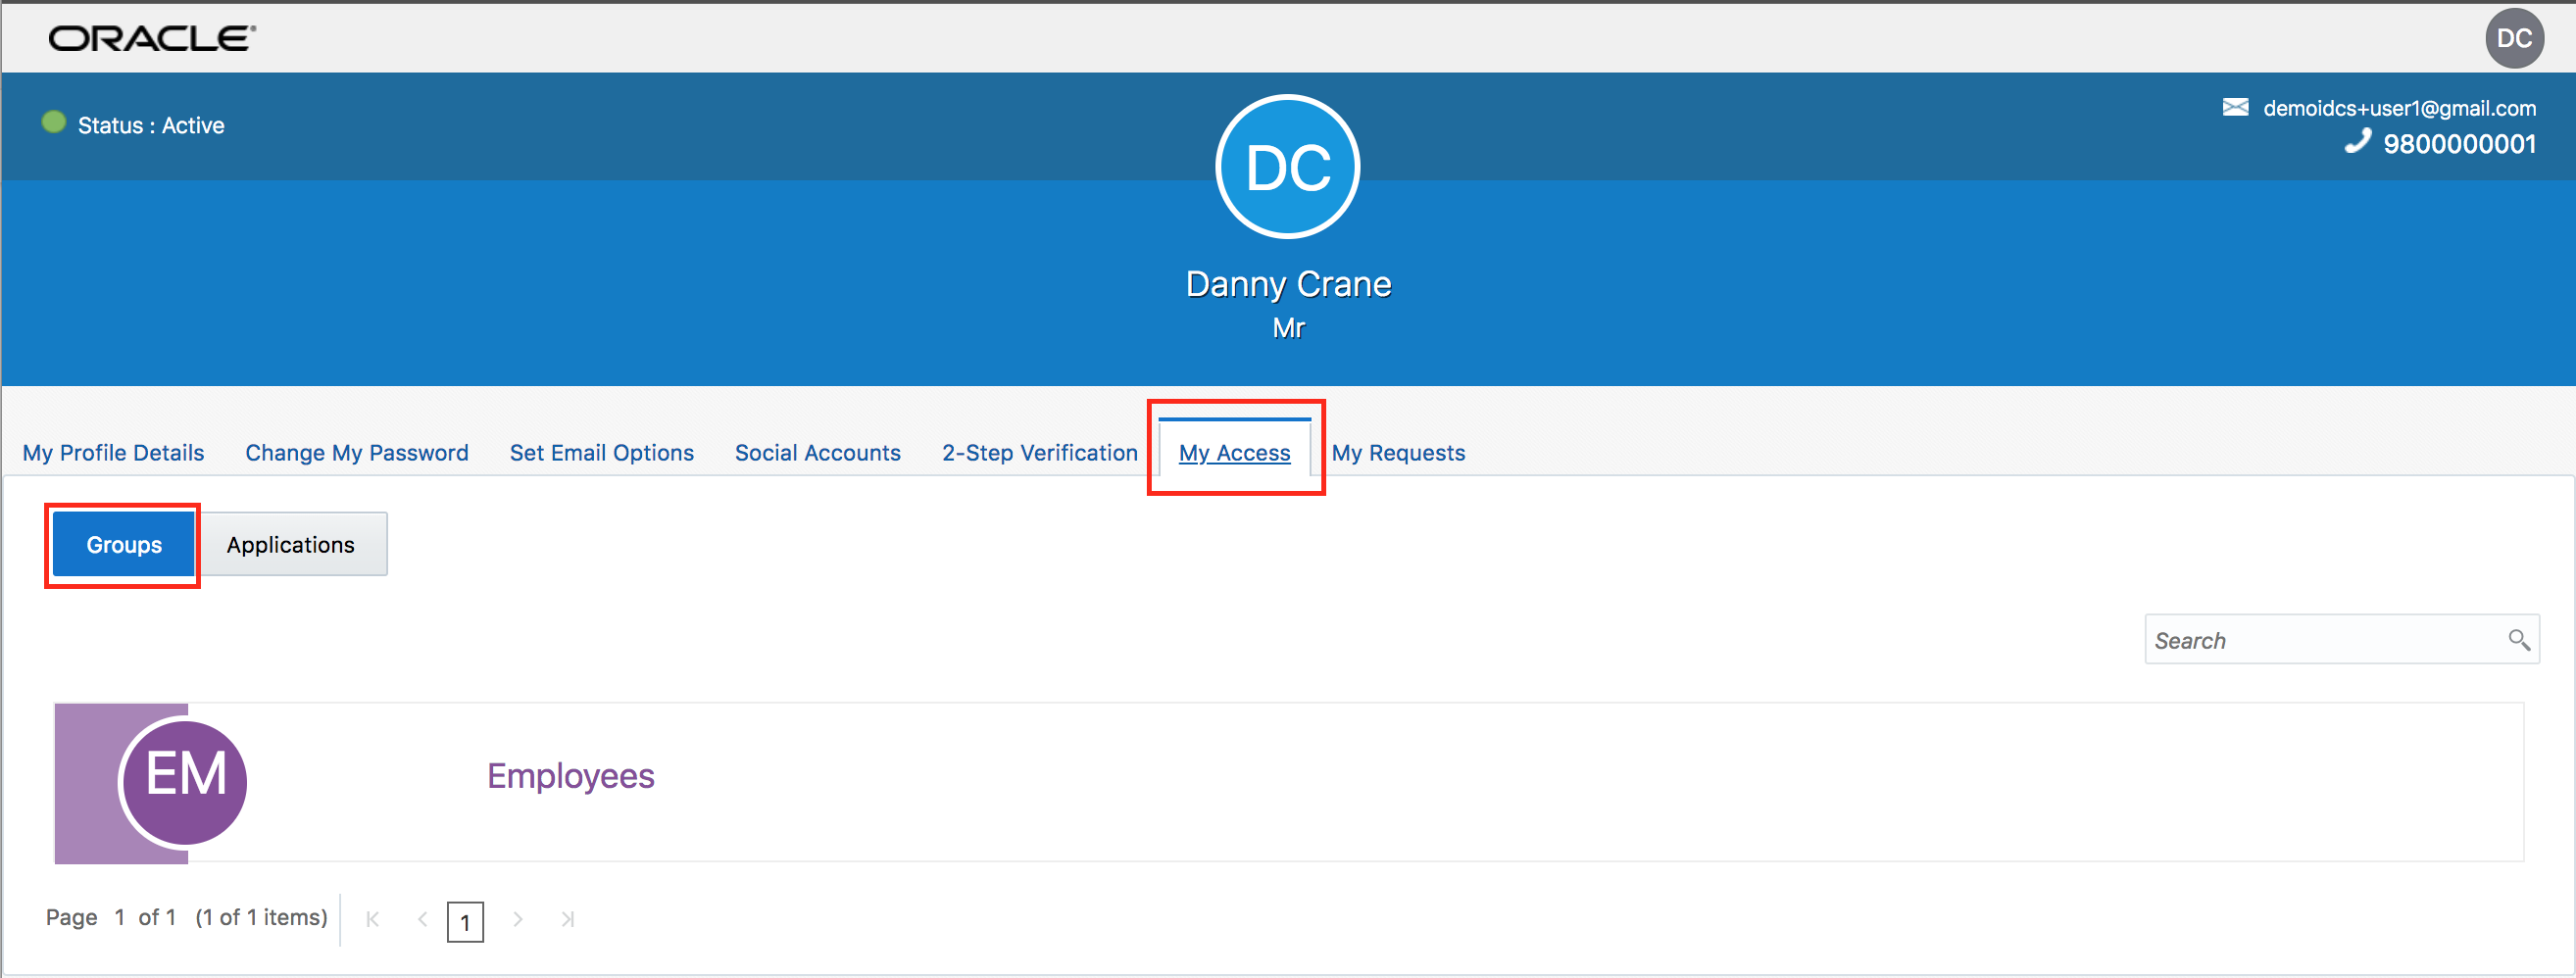 ORACLE
DC
Status : Active
DC
demoidcs+user1@gmail.com
9800000001
Danny Crane
Mr
My Profile Details Change My Password Set Email Options Social Accounts 2-Step Verification My Access My Requests
Groups Applications
Search
EM Employees
Page 1 of 1 (1 of 1 items) 1